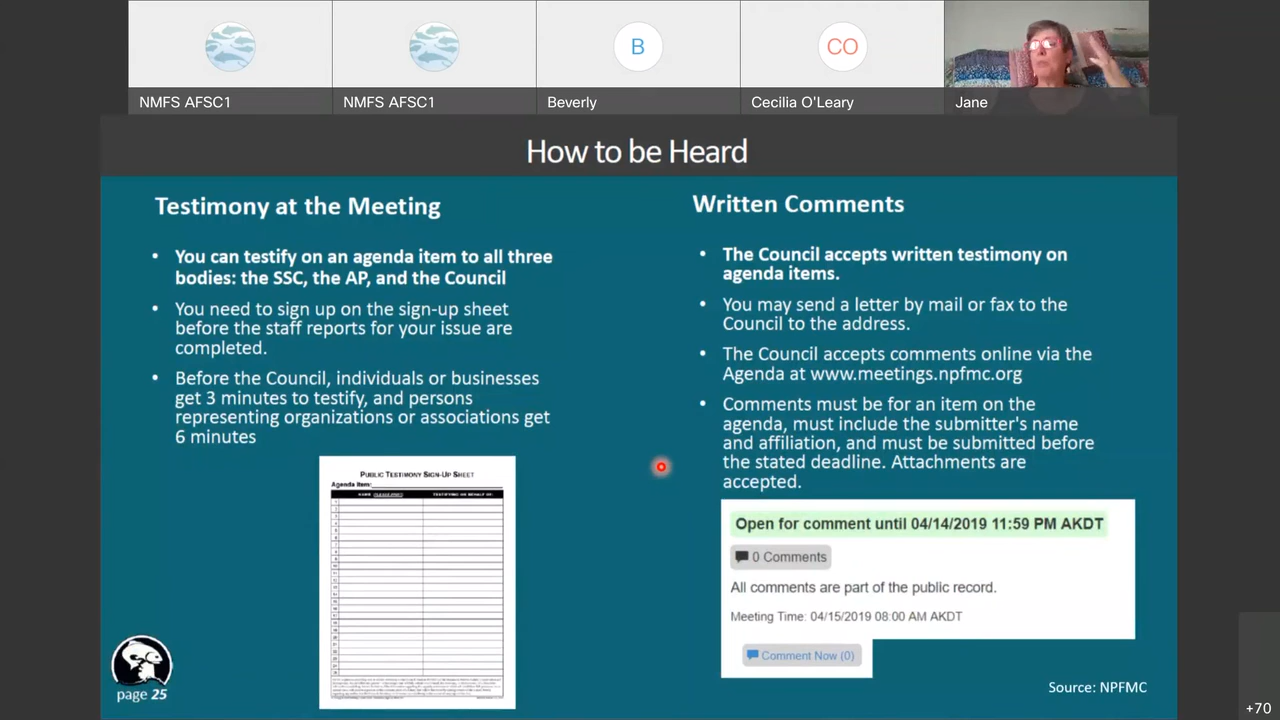 NMFS AFSC1
NMFS AFSC1
B
Beverly
CO
Cecilia O'Leary
Jane
How to be Heard
Testimony at the Meeting
• You can testify on an agenda item to all three
bodies: the SSC, the AP, and the Council
• You need to sign up on the sign-up sheet
before the staff reports for your issue are
completed.
• Before the Council, individuals or businesses
get 3 minutes to testify, and persons
representing organizations or associations get
6 minutes
PUBLIC TESTIMONY SIGN-UP SHEET
Agenda Item:
NAME (PLEASE PRINT)
TESTIFYING ON BEHALF OF:
Written Comments
• The Council accepts written testimony on
agenda items.
• You may send a letter by mail or fax to the
Council to the address.
• The Council accepts comments online via the
Agenda at www.meetings.npfmc.org
• Comments must be for an item on the
agenda, must include the submitter's name
and affiliation, and must be submitted before
the stated deadline. Attachments are
accepted.
Open for comment until 04/14/2019 11:59 PM AKDT
0 Comments
All comments are part of the public record.
Meeting Time: 04/15/2019 08:00 AM AKDT
Comment Now (0)
page 25
Source: NPFMC
+70